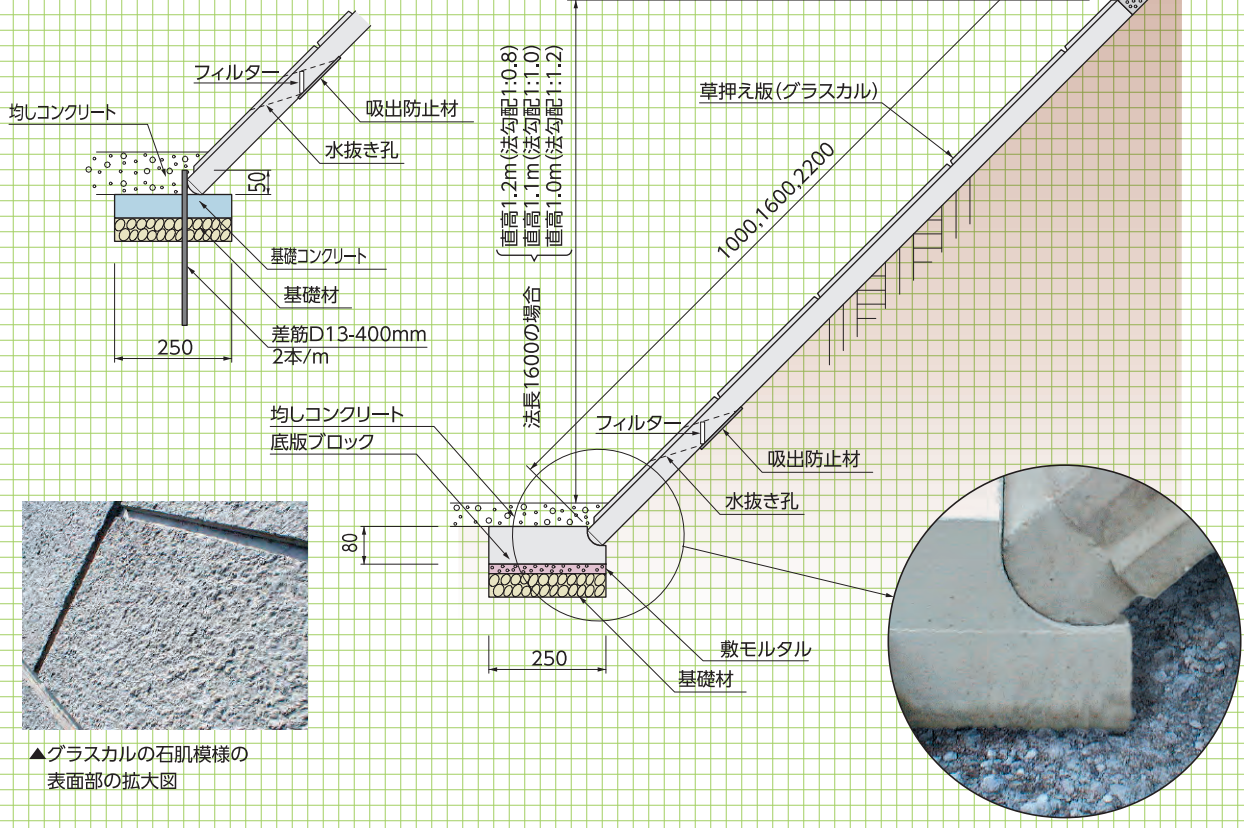 フィルター
均しコンクリート
吸出防止材
水抜き孔
50
基礎コンクリート
基礎材
差筋D13-400mm
2本/m
250
直高1.2m(法勾配1:0.8)
直高1.1m(法勾配1:1.0)
直高1.0m(法勾配1:1.2)
法長1600の場合
草押え版(グラスカル)
1000,1600,2200
均しコンクリート
底版ブロック
フィルター
吸出防止材
水抜き孔
80
250
敷モルタル
基礎材
▲グラスカルの石肌模様の
表面部の拡大図